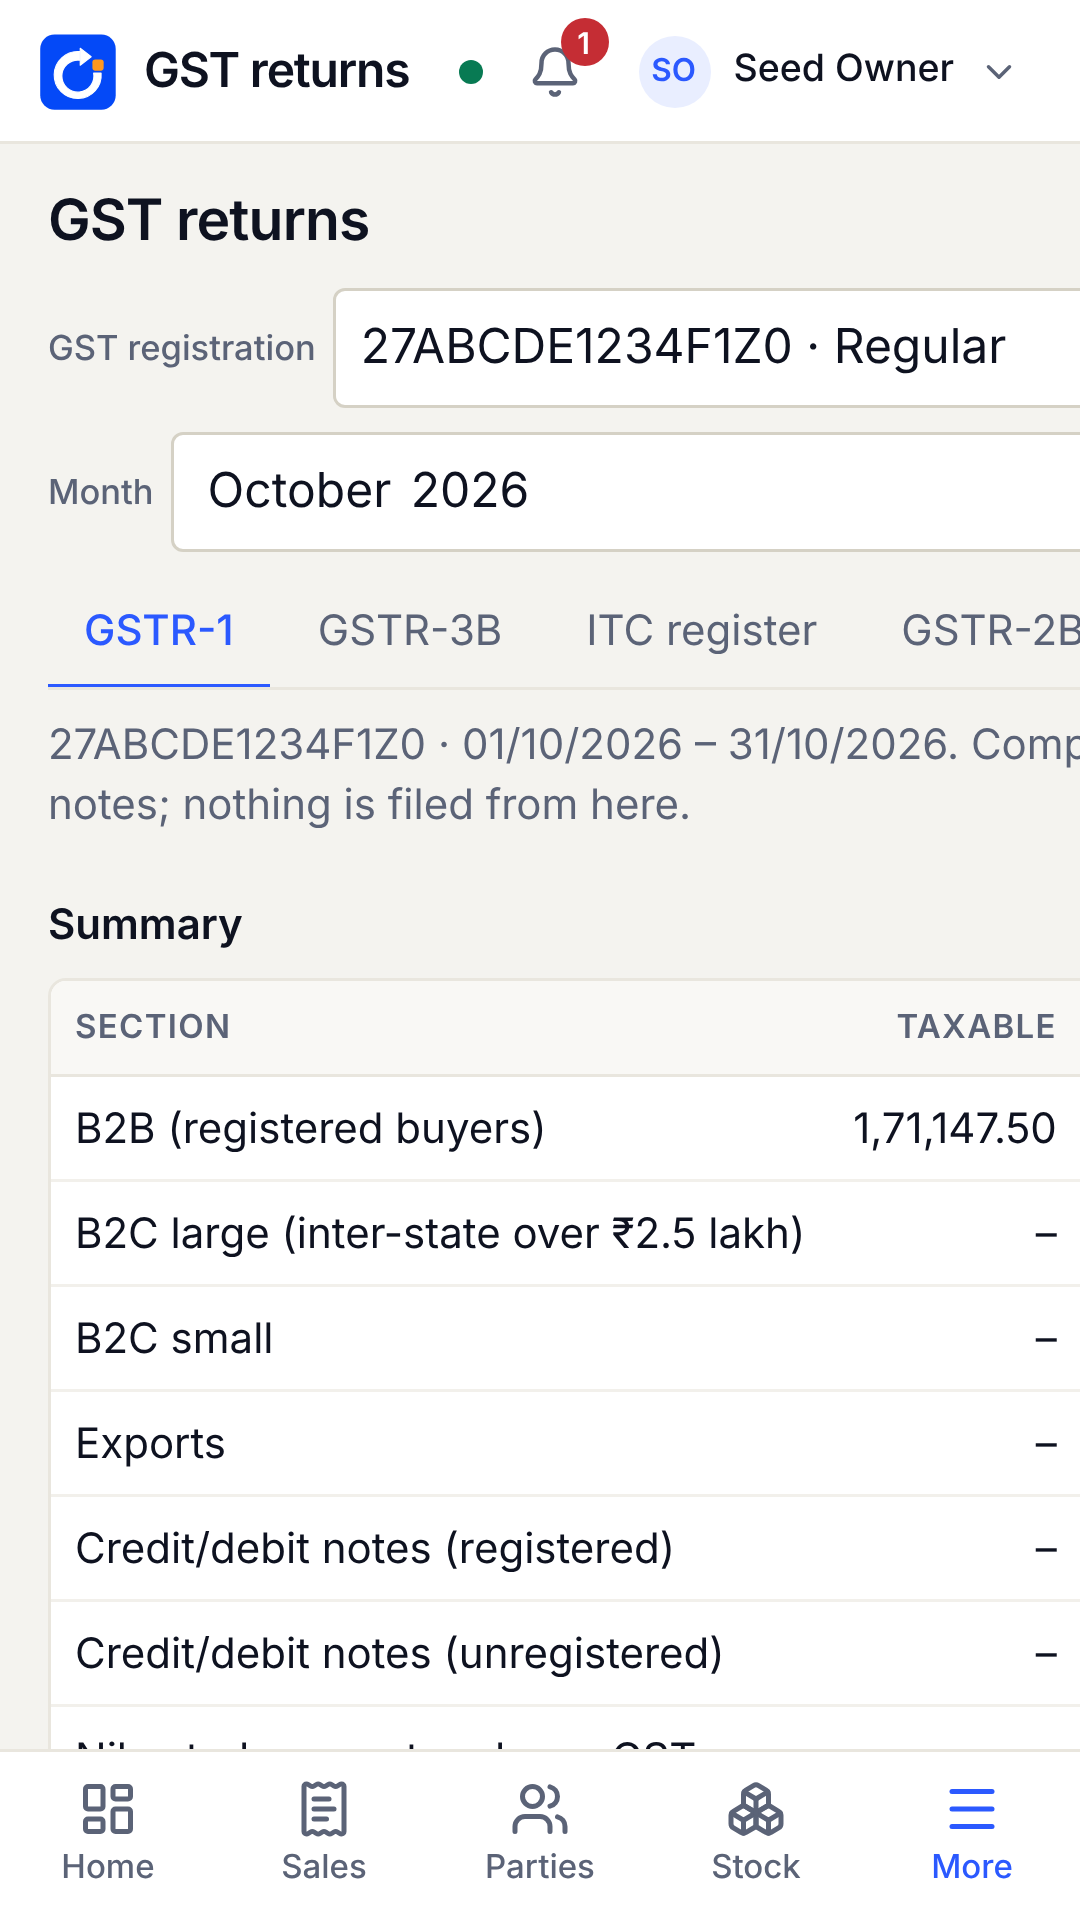 GST returns
1
SO
Seed Owner
GST returns
GST registration
27ABCDE1234F1Z0 · Regular
Month
October 2026
GSTR-1
GSTR-3B
ITC register
GSTR-2B
27ABCDE1234F1Z0 · 01/10/2026 – 31/10/2026. Comp
notes; nothing is filed from here.
Summary
SECTION TAXABLE
B2B (registered buyers) 1,71,147.50
B2C large (inter-state over ₹2.5 lakh) –
B2C small –
Exports –
Credit/debit notes (registered) –
Credit/debit notes (unregistered) –
Home
Sales
Parties
Stock
More